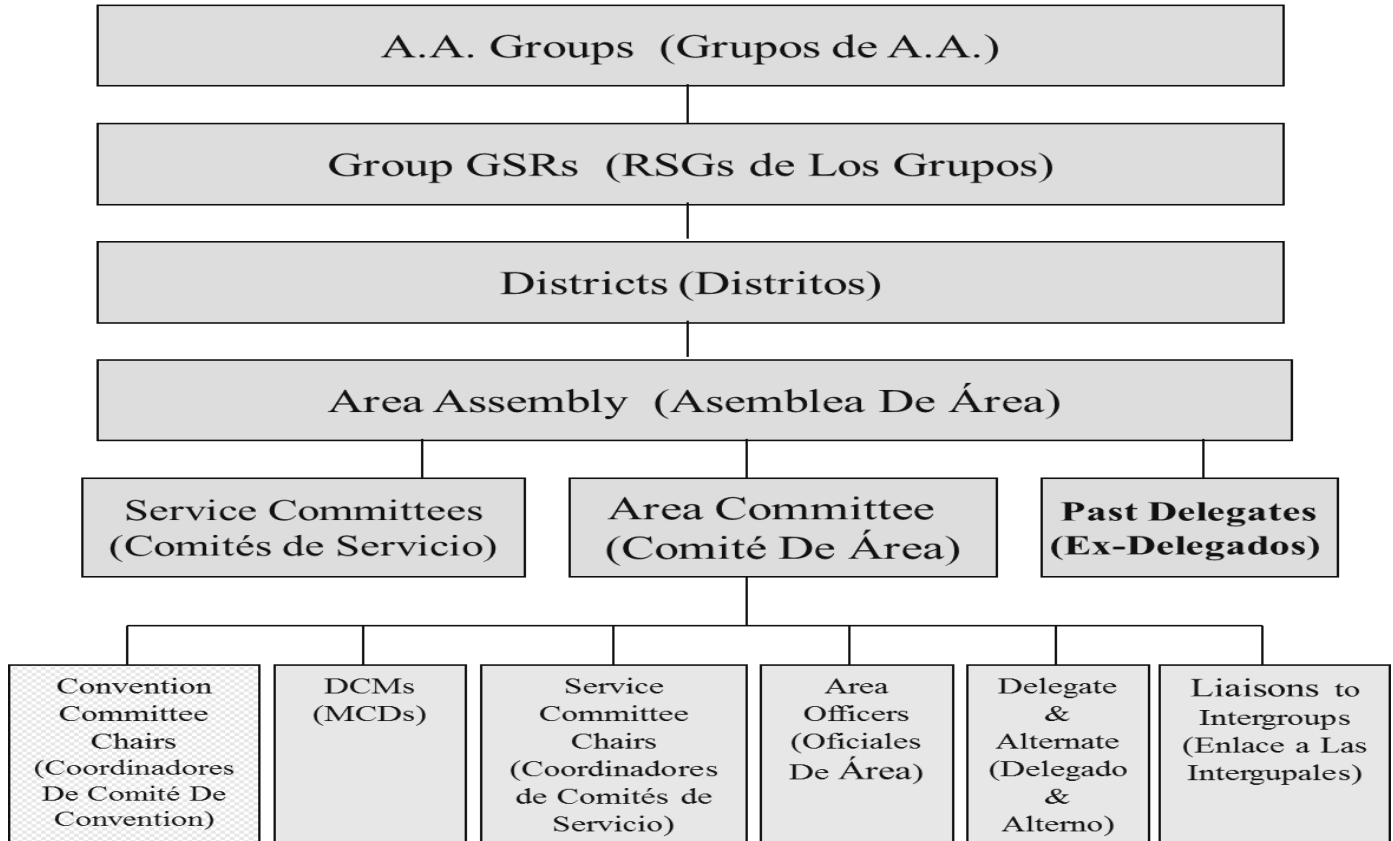 A.A. Groups (Grupos de A.A.)
Group GSRs (RSGs de Los Grupos)
Districts (Distritos)
Area Assembly (Asemblea De Área)
Service Committees
(Comités de Servicio)
Area Committee
(Comité De Área)
Past Delegates
(Ex-Delegados)
Convention
Committee
Chairs
(Coordinadores
De Comité De
Convention)
DCMs
(MCDs)
Service
Committee
Chairs
(Coordinadores
de Comités de
Servicio)
Area
Officers
(Oficiales
De Área)
Delegate
&
Alternate
(Delegado
&
Alterno)
Liaisons to
Intergroups
(Enlace a Las
Intergupales)